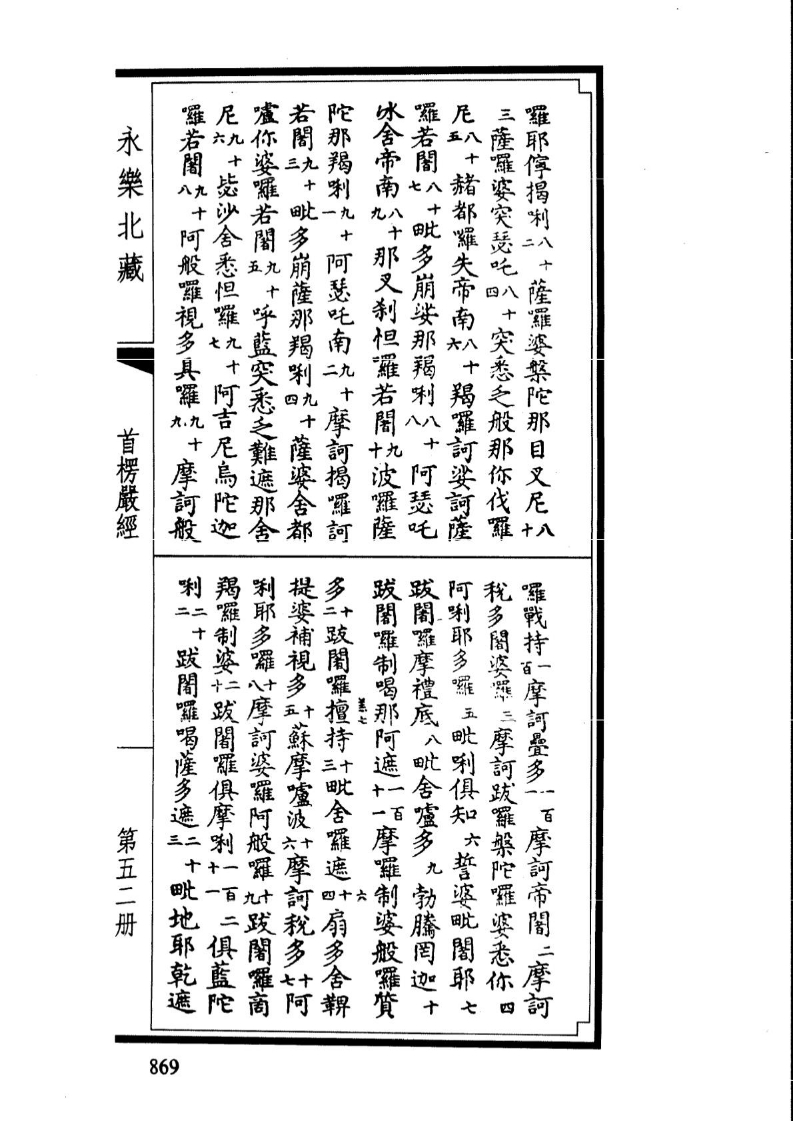 囉耶儜揭唎八十二薩囉婆槃陀那目叉尼八十
三薩囉婆突瑟吒八十四突悉乏般那你伐囉
尼八十五赭都囉失帝南八十六羯囉訶娑訶薩
囉若闍八十七毗多崩娑那羯唎八十八阿瑟吒
冰舍帝南八十九那叉剎怛囉若闍九十波囉薩
陀那羯唎九十一阿瑟吒南九十二摩訶揭囉訶
若闍九十三毗多崩薩那羯唎九十四薩婆舍都
嚧你婆囉若闍九十五呼藍突悉乏難遮那舍
尼九十六毖沙舍悉怛囉九十七阿吉尼烏陀迦
囉若闍九十八阿般囉視多具囉九十九摩訶般
囉戰持一百摩訶疊多一百一摩訶帝闍二摩訶
稅多闍婆囉三摩訶跋囉槃陀囉婆悉你四
阿唎耶多囉五毗唎俱知六誓婆毗闍耶七
跋闍囉摩禮底八毗舍嚧多九勃騰罔迦十
跋闍囉制喝那阿遮一百十一摩囉制婆般囉質
多十二跋闍囉擅持十三毗舍囉遮十四扇多舍鞞
提婆補視多十五蘇摩嚧波十六摩訶稅多十七阿
唎耶多囉十八摩訶婆囉阿般囉十九跋闍囉商
羯囉制婆二十跋闍囉俱摩唎一百二十一俱藍陀
唎二十二跋闍囉喝薩多遮二十三毗地耶乾遮
永樂北藏
首楞嚴經
第五二册
869